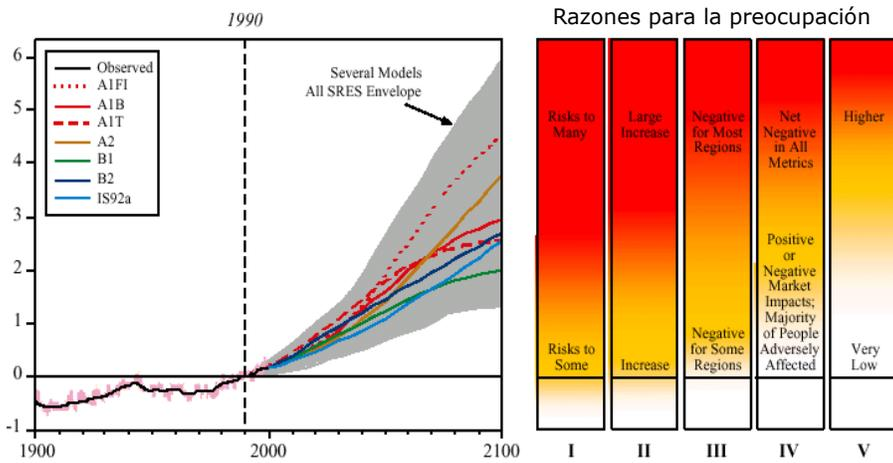 1990
Razones para la preocupación
6
5
4
3
2
1
0
-1
Observed
A1FI
A1B
A1T
A2
B1
B2
IS92a
Several Models
All SRES Envelope
1900
2000
2100
Risks to
Many
Risks to
Some
I
Large
Increase
Increase
II
Negative
for Most
Regions
Negative
for Some
Regions
III
Net
Negative
in All
Metrics
Positive
or
Negative
Market
Impacts;
Majority
of People
Adversely
Affected
IV
Higher
Very
Low
V